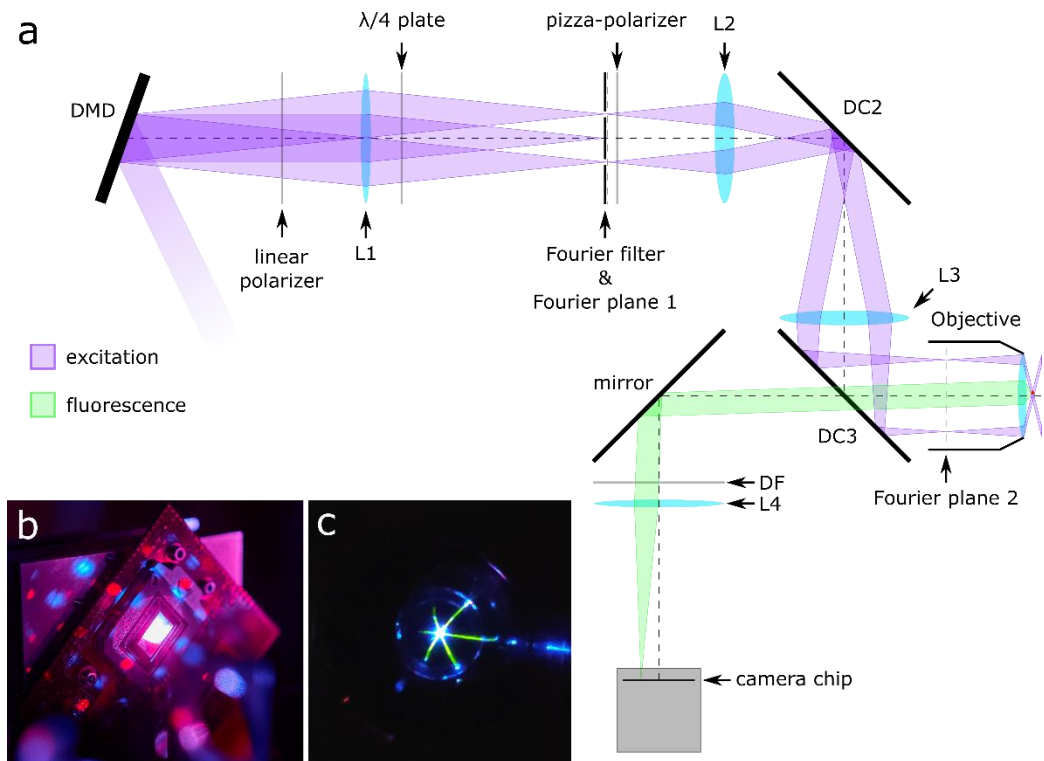 a
λ/4 plate
pizza-polarizer
L2
DMD
DC2
linear
polarizer
L1
Fourier filter
&
Fourier plane 1
L3
Objective
excitation
fluorescence
mirror
DC3
DF
L4
Fourier plane 2
b
c
camera chip